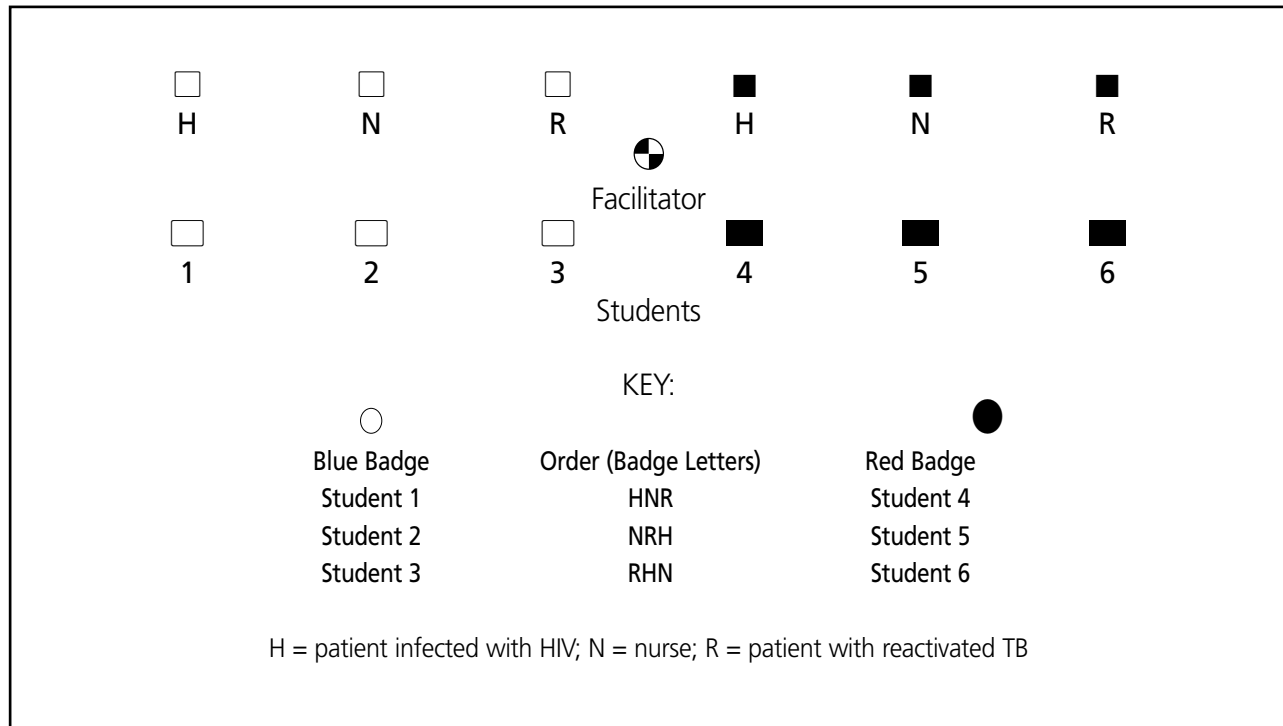 H N R H N R
Facilitator
1 2 3 4 5 6
Students
KEY:
Blue Badge Order (Badge Letters) Red Badge
Student 1 HNR Student 4
Student 2 NRH Student 5
Student 3 RHN Student 6
H = patient infected with HIV; N = nurse; R = patient with reactivated TB